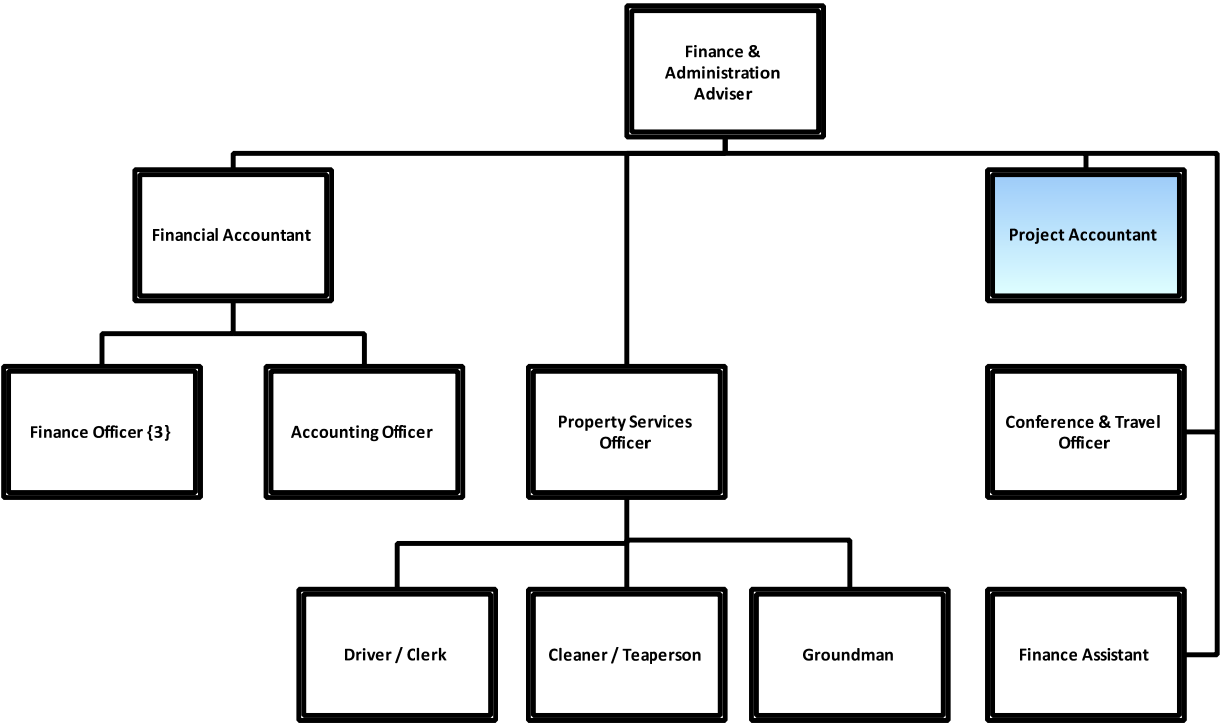 Finance &
Administration
Adviser
Financial Accountant
Project Accountant
Finance Officer {3}
Accounting Officer
Property Services
Officer
Conference & Travel
Officer
Driver / Clerk
Cleaner / Teaperson
Groundman
Finance Assistant